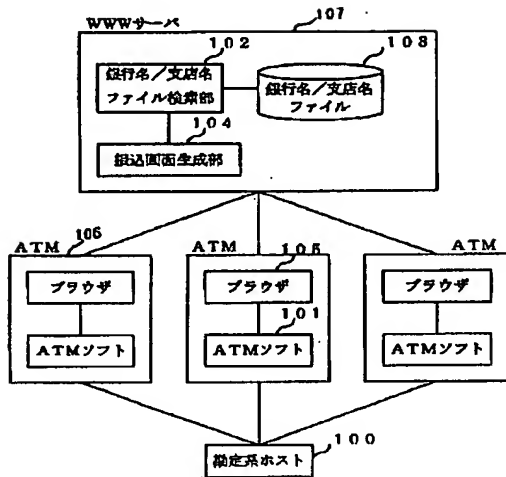 WWWサーバ
107
102
103
銀行名/支店名
ファイル検索部
銀行名/支店名
ファイル
104
振込画面生成部
ATM
106
ATM
105
ATM
ブラウザ
ブラウザ
ブラウザ
101
ATMソフト
ATMソフト
ATMソフト
100
勘定系ホスト